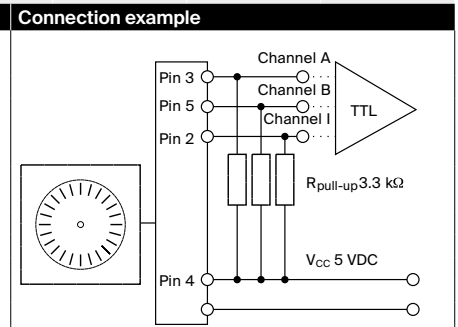 Connection example
Channel A
Pin 3
Channel B
Pin 5
TTL
Channel I
Pin 2
Rpull-up 3.3 kΩ
VCC 5 VDC
Pin 4